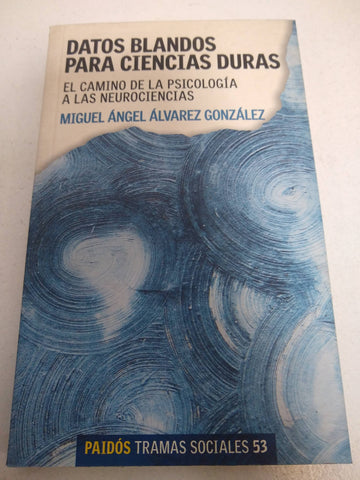 DATOS BLANDOS
PARA CIENCIAS DURAS
EL CAMINO DE LA PSICOLOGÍA
A LAS NEUROCIENCIAS
MIGUEL ÁNGEL ÁLVAREZ GONZÁLEZ
PAIDÓS TRAMAS SOCIALES 53